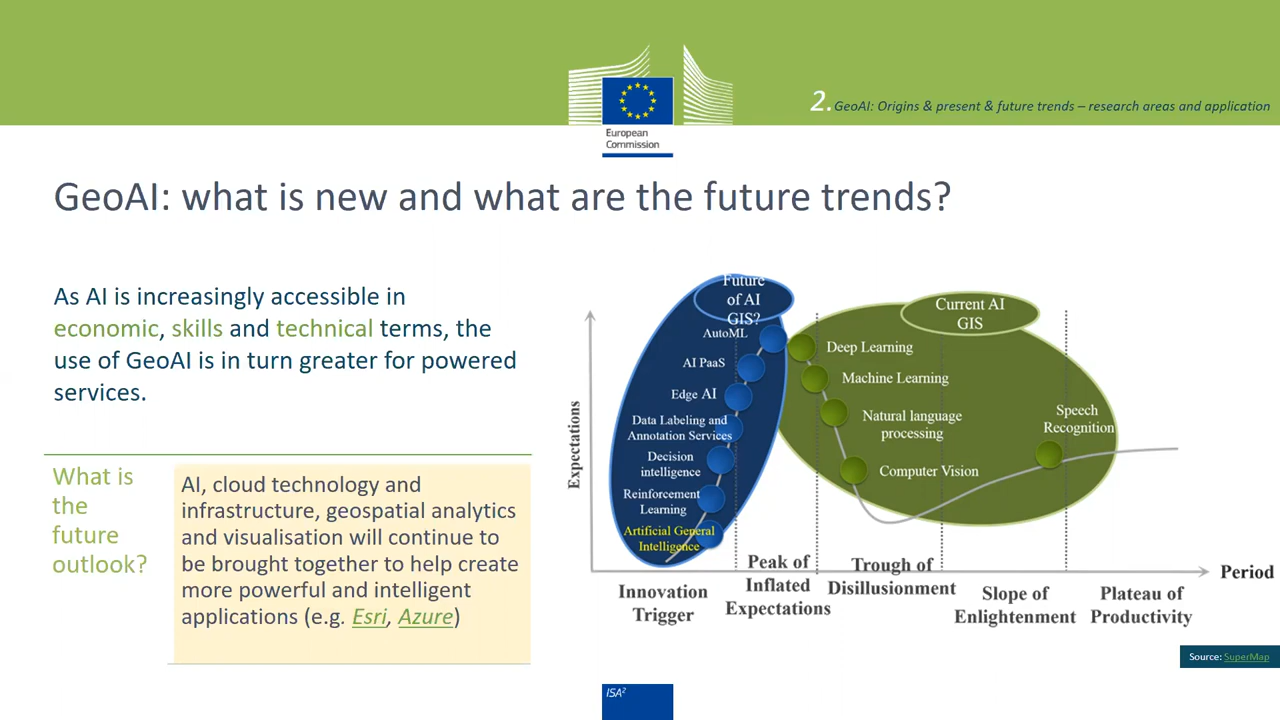 2. GeoAI: Origins & present & future trends – research areas and application
European
Commission
GeoAI: what is new and what are the future trends?
As AI is increasingly accessible in
economic, skills and technical terms, the
use of GeoAI is in turn greater for powered
services.
What is
the
future
outlook?
AI, cloud technology and
infrastructure, geospatial analytics
and visualisation will continue to
be brought together to help create
more powerful and intelligent
applications (e.g. Esri, Azure)
Expectations
Future
of AI
GIS?
AutoML
AI PaaS
Edge AI
Data Labeling and
Annotation Services
Decision
intelligence
Reinforcement
Learning
Artificial General
Intelligence
Current AI
GIS
Deep Learning
Machine Learning
Natural language
processing
Computer Vision
Speech
Recognition
Innovation
Trigger
Peak of
Inflated
Expectations
Trough of
Disillusionment
Slope of
Enlightenment
Plateau of
Productivity
Period
Source: SuperMap
ISA²